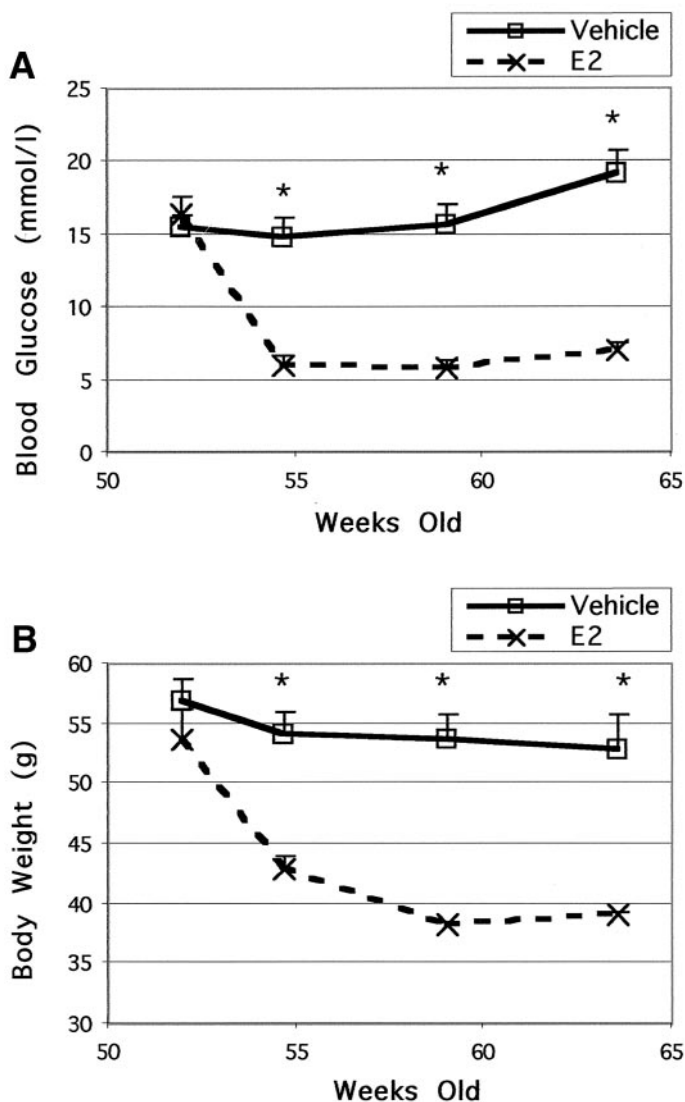 A
Vehicle
E2
Blood Glucose (mmol/l)
25
20
15
10
5
0
* * *
50 55 60 65
Weeks Old
B
Vehicle
E2
Body Weight (g)
60
55
50
45
40
35
30
* * *
50 55 60 65
Weeks Old